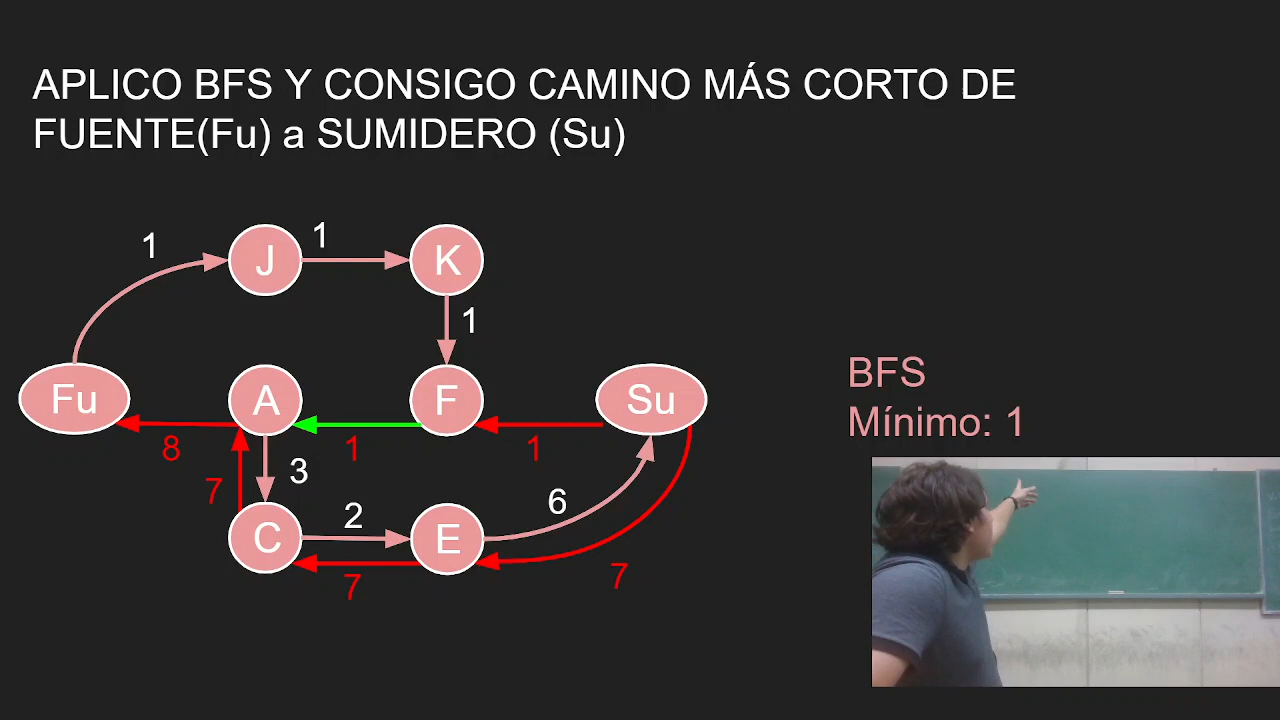 APLICO BFS Y CONSIGO CAMINO MÁS CORTO DE
FUENTE(Fu) a SUMIDERO (Su)
1
J
1
K
1
Fu
A
F
Su
8
1
1
7
3
C
2
E
6
7
7
BFS
Mínimo: 1